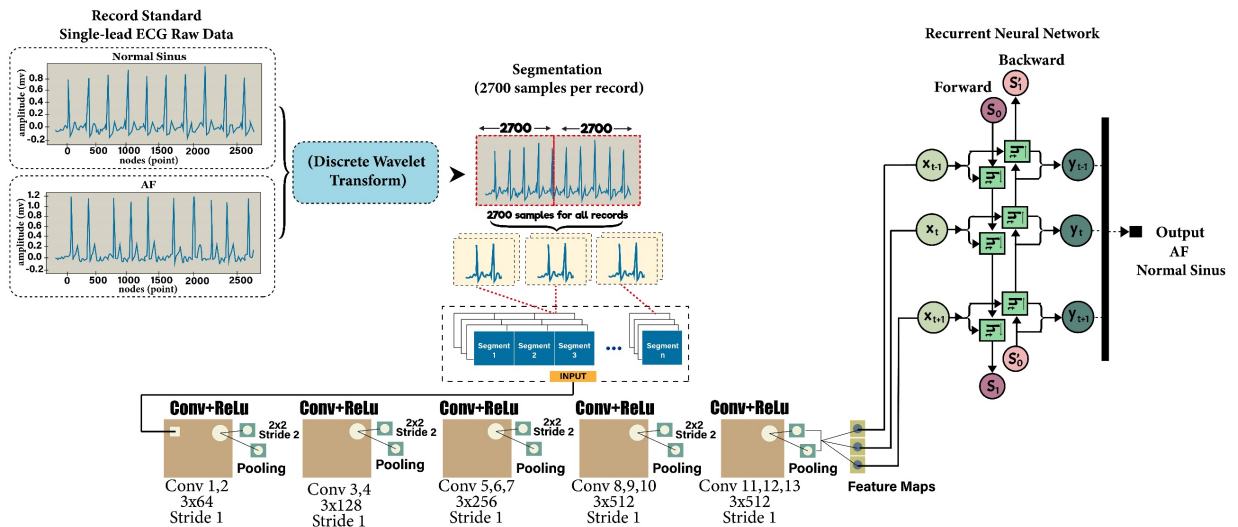 Record Standard
Single-lead ECG Raw Data
Normal Sinus
amplitude (mv)
0.8
0.6
0.4
0.2
0.0
-0.2
0 500 1000 1500 2000 2500
nodes (point)
AF
amplitude (mv)
1.2
1.0
0.8
0.6
0.4
0.2
0.0
-0.2
0 500 1000 1500 2000 2500
nodes (point)
(Discrete Wavelet
Transform)
Segmentation
(2700 samples per record)
2700 2700
2700 samples for all records
Segment
1
Segment
2
Segment
3
Segment
n
INPUT
Conv+ReLu
2x2
Stride 2
Pooling
Conv 1,2
3x64
Stride 1
Conv+ReLu
2x2
Stride 2
Pooling
Conv 3,4
3x128
Stride 1
Conv+ReLu
2x2
Stride 2
Pooling
Conv 5,6,7
3x256
Stride 1
Conv+ReLu
2x2
Stride 2
Pooling
Conv 8,9,10
3x512
Stride 1
Conv+ReLu
Pooling
Conv 11,12,13
3x512
Stride 1
Feature Maps
Recurrent Neural Network
Backward
Forward
S'1
S0
xt-1
ht
ht
yt-1
xt
ht
ht
yt
xt+1
ht
ht
yt+1
S'0
S1
Output
AF
Normal Sinus